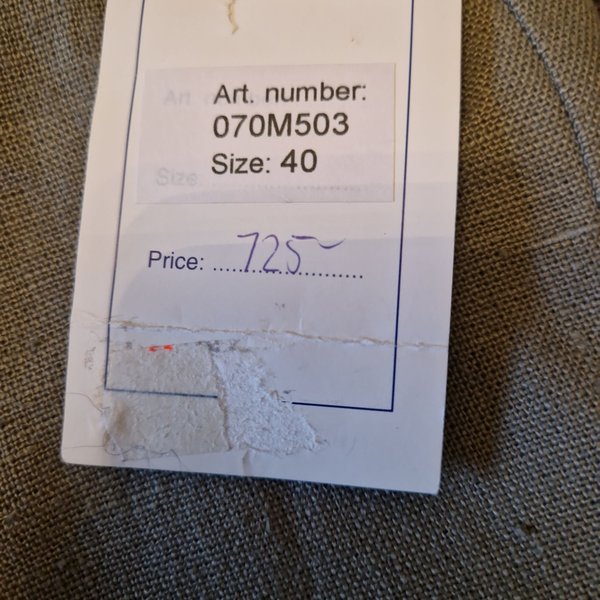 Art. number:
070M503
Size: 40
Price: 725~